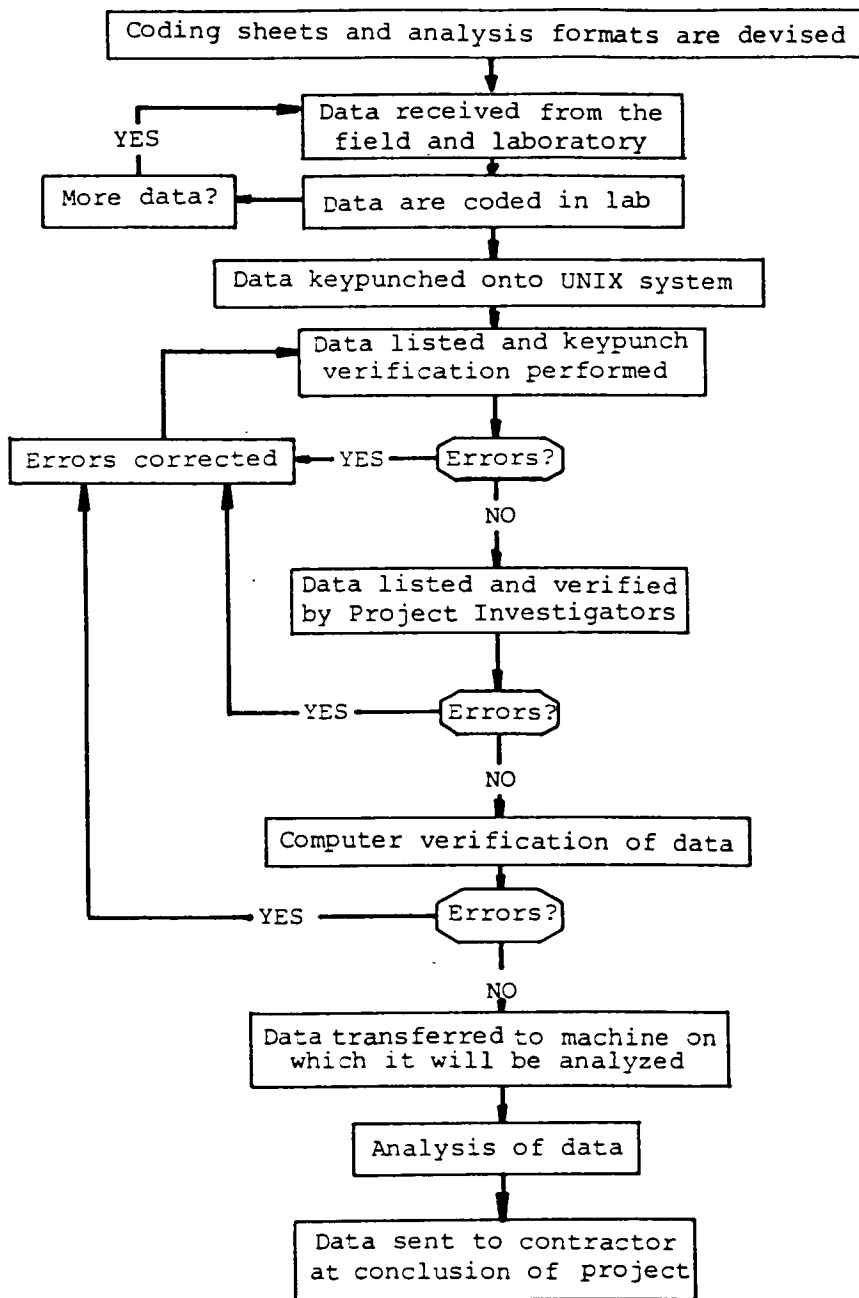 Coding sheets and analysis formats are devised
Data received from the
field and laboratory
YES
More data?
Data are coded in lab
Data keypunched onto UNIX system
Data listed and keypunch
verification performed
Errors corrected
YES
Errors?
NO
Data listed and verified
by Project Investigators
YES
Errors?
NO
Computer verification of data
YES
Errors?
NO
Data transferred to machine on
which it will be analyzed
Analysis of data
Data sent to contractor
at conclusion of project